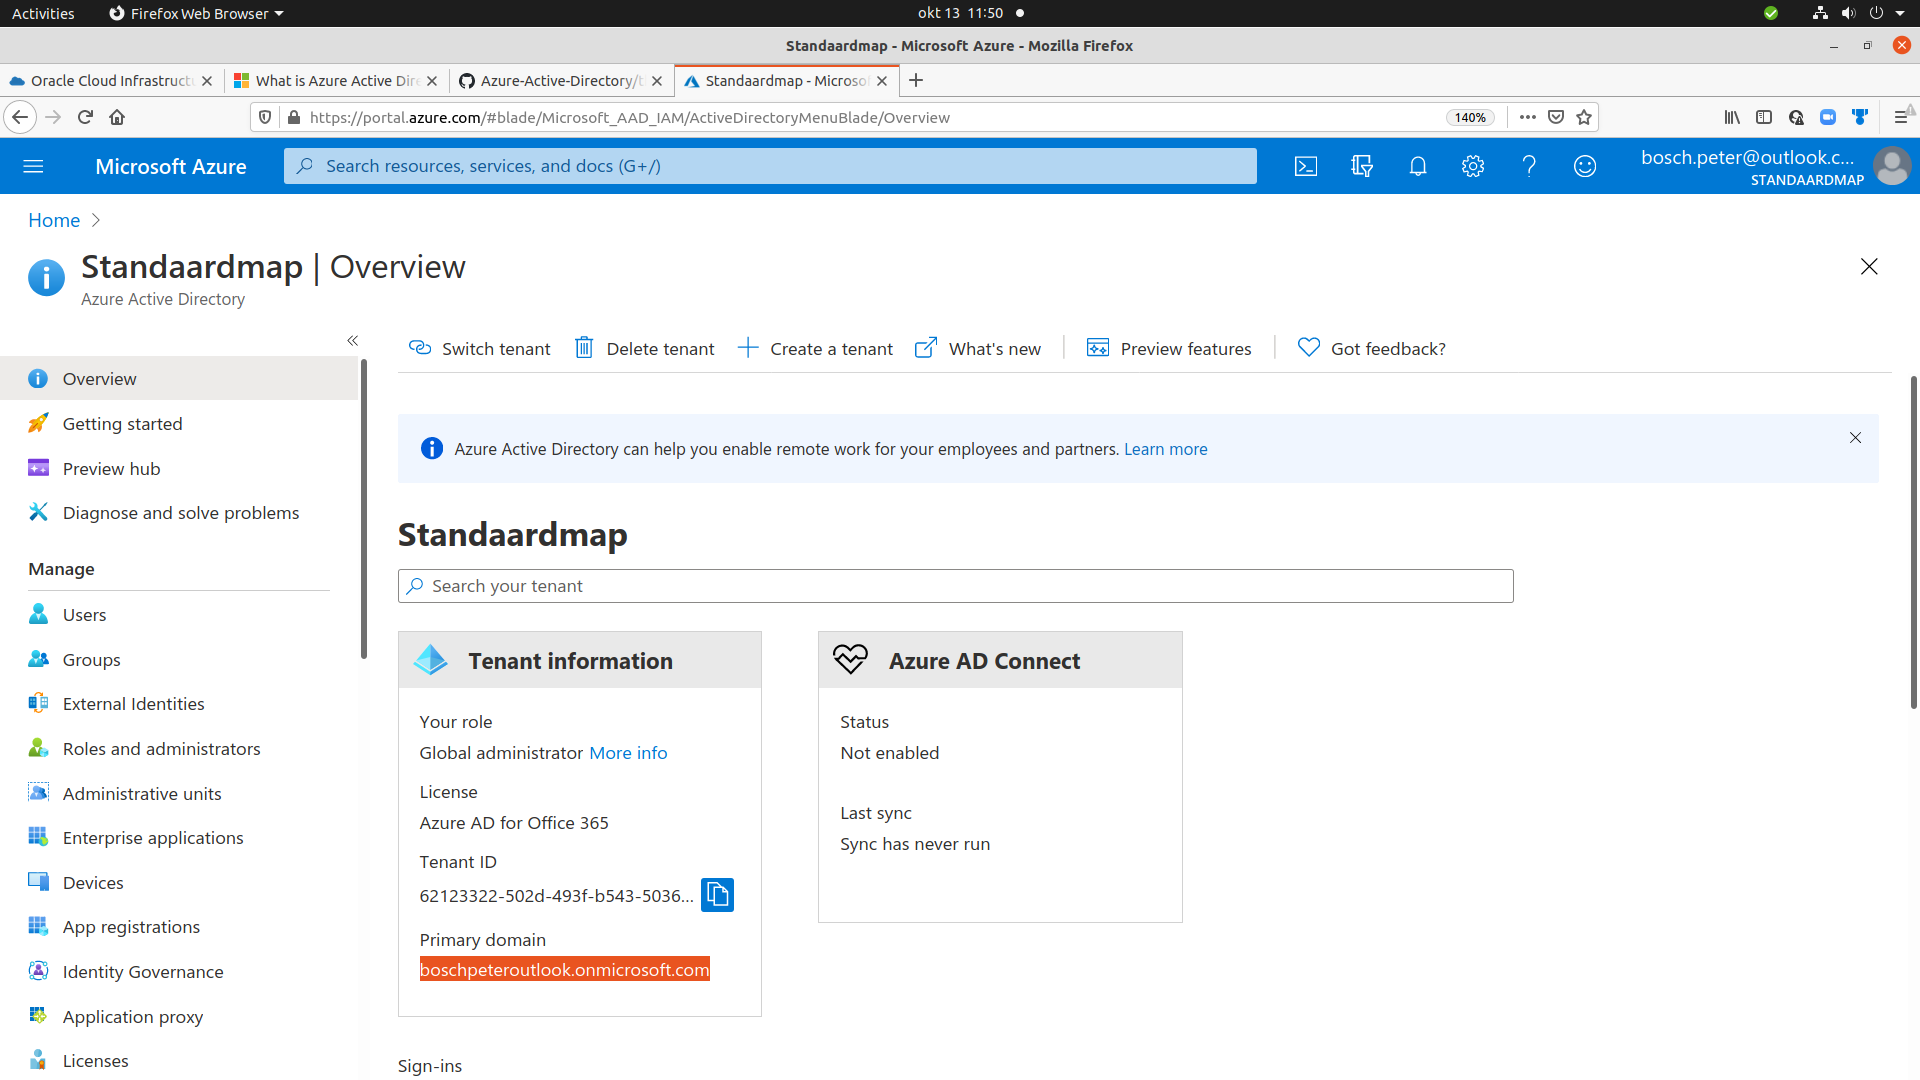 Activities
Firefox Web Browser
okt 13 11:50
Standaardmap - Microsoft Azure - Mozilla Firefox
Oracle Cloud Infrastructu
What is Azure Active Dire
Azure-Active-Directory/t
Standaardmap - Microsof
https://portal.azure.com/#blade/Microsoft_AAD_IAM/ActiveDirectoryMenuBlade/Overview
140%
Microsoft Azure
Search resources, services, and docs (G+/)
bosch.peter@outlook.c...
STANDAARDMAP
Home
Standaardmap | Overview
Azure Active Directory
Switch tenant
Delete tenant
Create a tenant
What's new
Preview features
Got feedback?
Overview
Getting started
Preview hub
Diagnose and solve problems
Manage
Users
Groups
External Identities
Roles and administrators
Administrative units
Enterprise applications
Devices
App registrations
Identity Governance
Application proxy
Licenses
Azure Active Directory can help you enable remote work for your employees and partners. Learn more
Standaardmap
Search your tenant
Tenant information
Your role
Global administrator More info
License
Azure AD for Office 365
Tenant ID
62123322-502d-493f-b543-5036...
Primary domain
boschpeteroutlook.onmicrosoft.com
Azure AD Connect
Status
Not enabled
Last sync
Sync has never run
Sign-ins